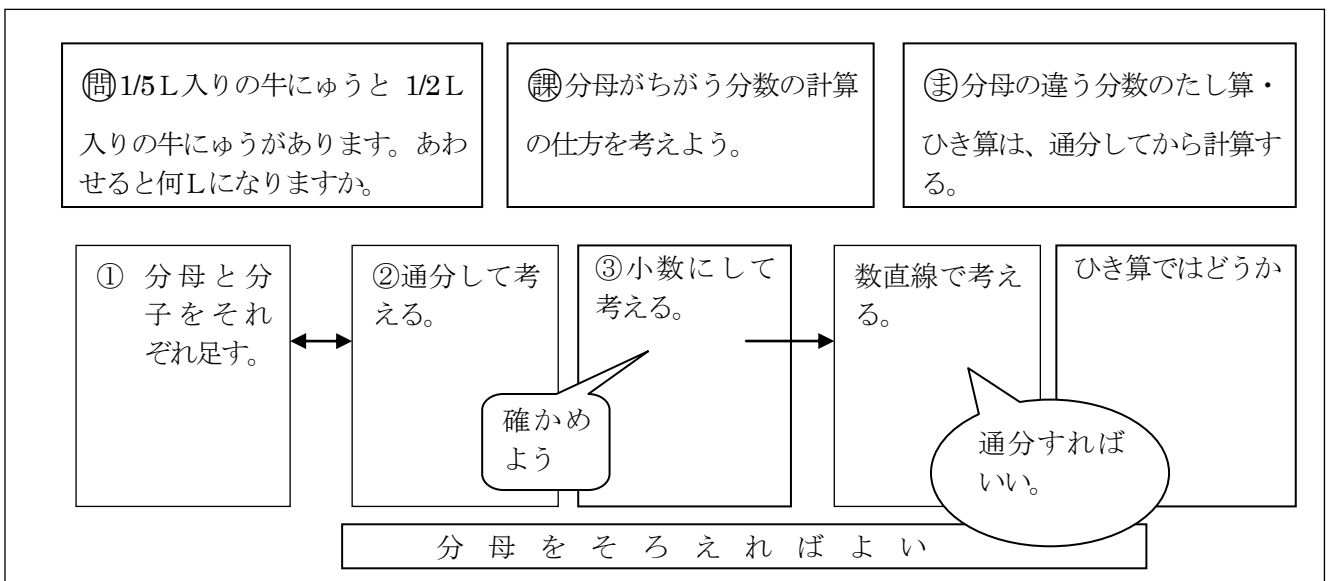 ㋵1/5L入りの牛にゅうと 1/2L
入りの牛にゅうがあります。あわ
せると何Lになりますか。
課分母がちがう分数の計算
の仕方を考えよう。
ま分母の違う分数のたし算・
ひき算は、通分してから計算す
る。
① 分母と分
子をそれ
ぞれ足す。
②通分して考
える。
③小数にして
考える。
確かめ
よう
数直線で考え
る。
通分すれば
いい。
ひき算ではどうか
分母をそろえればよい